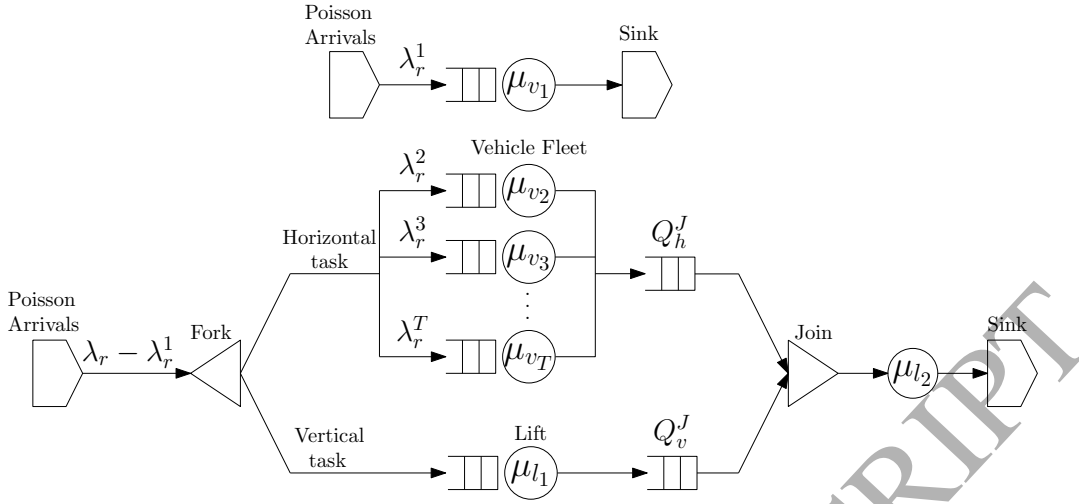 Poisson
Arrivals
λ_r^1
μ_{v_1}
Sink
Vehicle Fleet
λ_r^2
μ_{v_2}
λ_r^3
μ_{v_3}
Horizontal
task
λ_r^T
μ_{v_T}
Q_h^J
Poisson
Arrivals
λ_r − λ_r^1
Fork
Join
μ_{l_2}
Sink
Vertical
task
Lift
μ_{l_1}
Q_v^J
RIPT